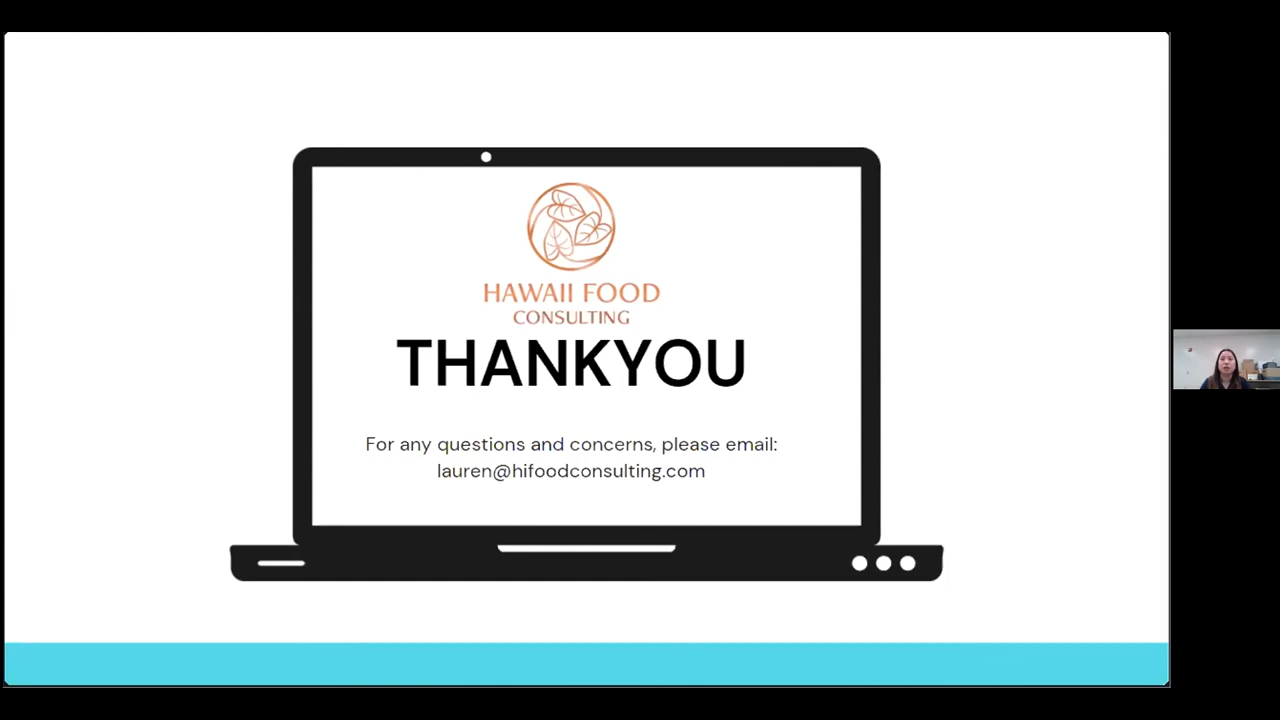 HAWAII FOOD
CONSULTING
THANKYOU
For any questions and concerns, please email:
lauren@hifoodconsulting.com